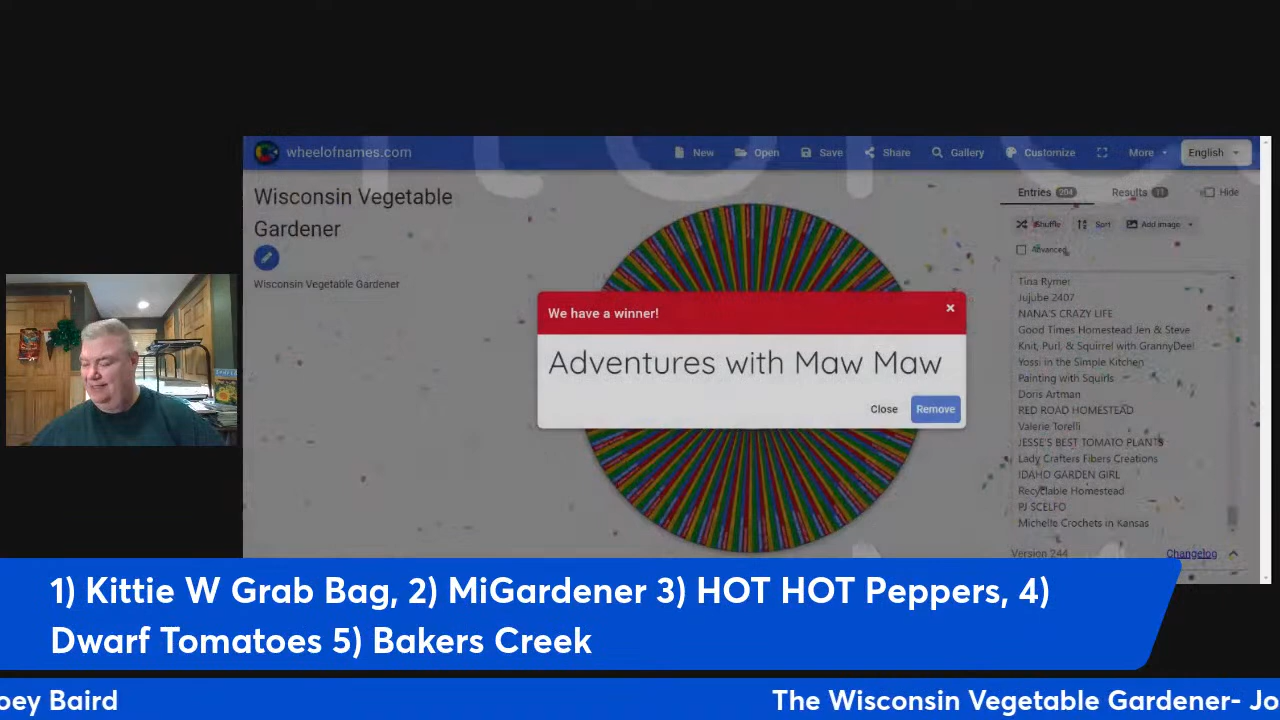 wheelofnames.com
New
Open
Save
Share
Gallery
Customize
More
English
Wisconsin Vegetable
Gardener
Wisconsin Vegetable Gardener
Entries 204
Results 11
Hide
Shuffle
Sort
Add image
Advanced
Tina Rymer
Jujube 2407
NANA'S CRAZY LIFE
Good Times Homestead Jen & Steve
Knit, Purl, & Squirrel with GrannyDeel
Yossi in the Simple Kitchen
Painting with Squirls
Doris Artman
RED ROAD HOMESTEAD
Valerie Torelli
JESSE'S BEST TOMATO PLANTS
Lady Crafters Fibers Creations
IDAHO GARDEN GIRL
Recyclable Homestead
PJ SCELFO
Michelle Crochets in Kansas
Version 244
Changelog
We have a winner!
Adventures with Maw Maw
Close
Remove
1) Kittie W Grab Bag, 2) MiGardener 3) HOT HOT Peppers, 4)
Dwarf Tomatoes 5) Bakers Creek
oey Baird
The Wisconsin Vegetable Gardener- Jo